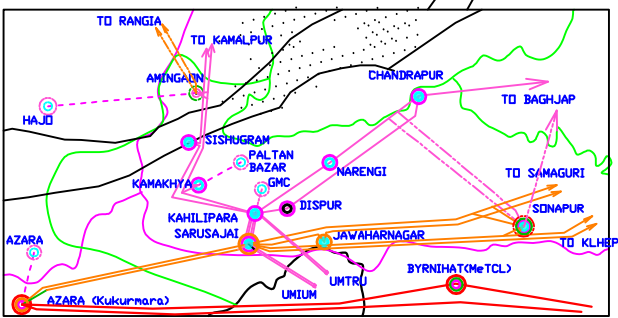 TO RANGIA
TO KAMALPUR
AMINGAON
CHANDRAPUR
TO BAGHJAP
HAJO
SISHUGRAM
PALTAN
BAZAR
NARENGI
TO SAMAGURI
KAMAKHYA
GMC
DISPUR
SONAPUR
KAHILIPARA
SARUSAJAI
JAWAHARNAGAR
TO KLHEP
AZARA
BYRNIHAT(MeTCL)
UMTRU
UMIUM
AZARA (Kukurmara)